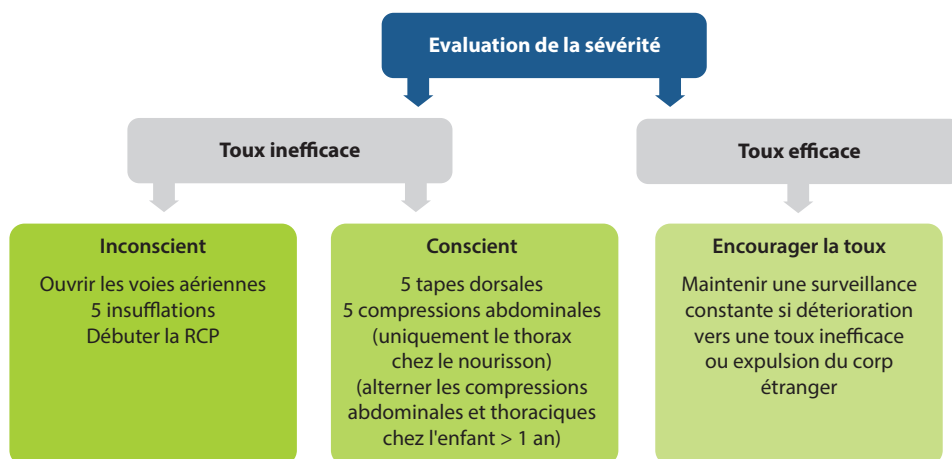 Evaluation de la sévérité
Toux inefficace
Toux efficace
Inconscient
Ouvrir les voies aériennes
5 insufflations
Débuter la RCP
Conscient
5 tapes dorsales
5 compressions abdominales
(uniquement le thorax
chez le nourisson)
(alterner les compressions
abdominales et thoraciques
chez l'enfant > 1 an)
Encourager la toux
Maintenir une surveillance
constante si détérioration
vers une toux inefficace
ou expulsion du corp
étranger